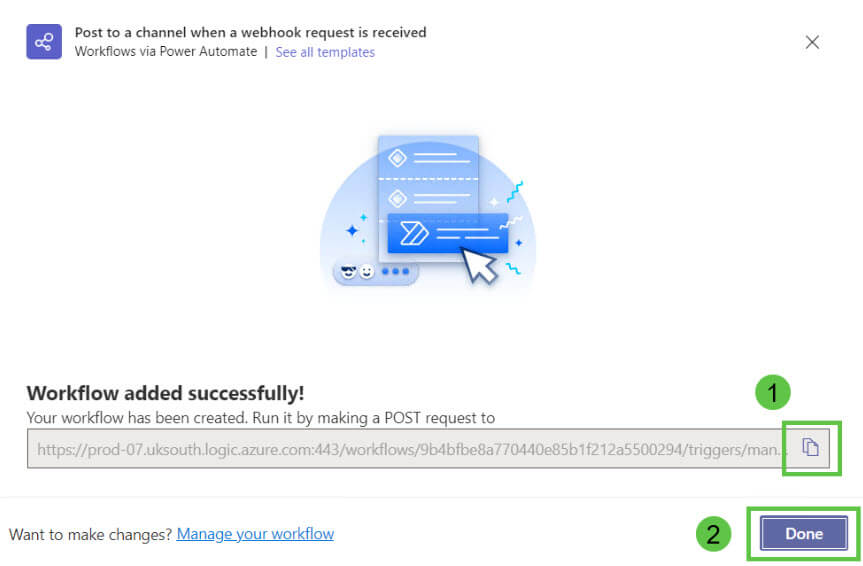 Post to a channel when a webhook request is received
Workflows via Power Automate | See all templates
Workflow added successfully!
1
Your workflow has been created. Run it by making a POST request to
https://prod-07.uksouth.logic.azure.com:443/workflows/9b4bfbe8a770440e85b1f212a5500294/triggers/man...
Want to make changes? Manage your workflow
2
Done